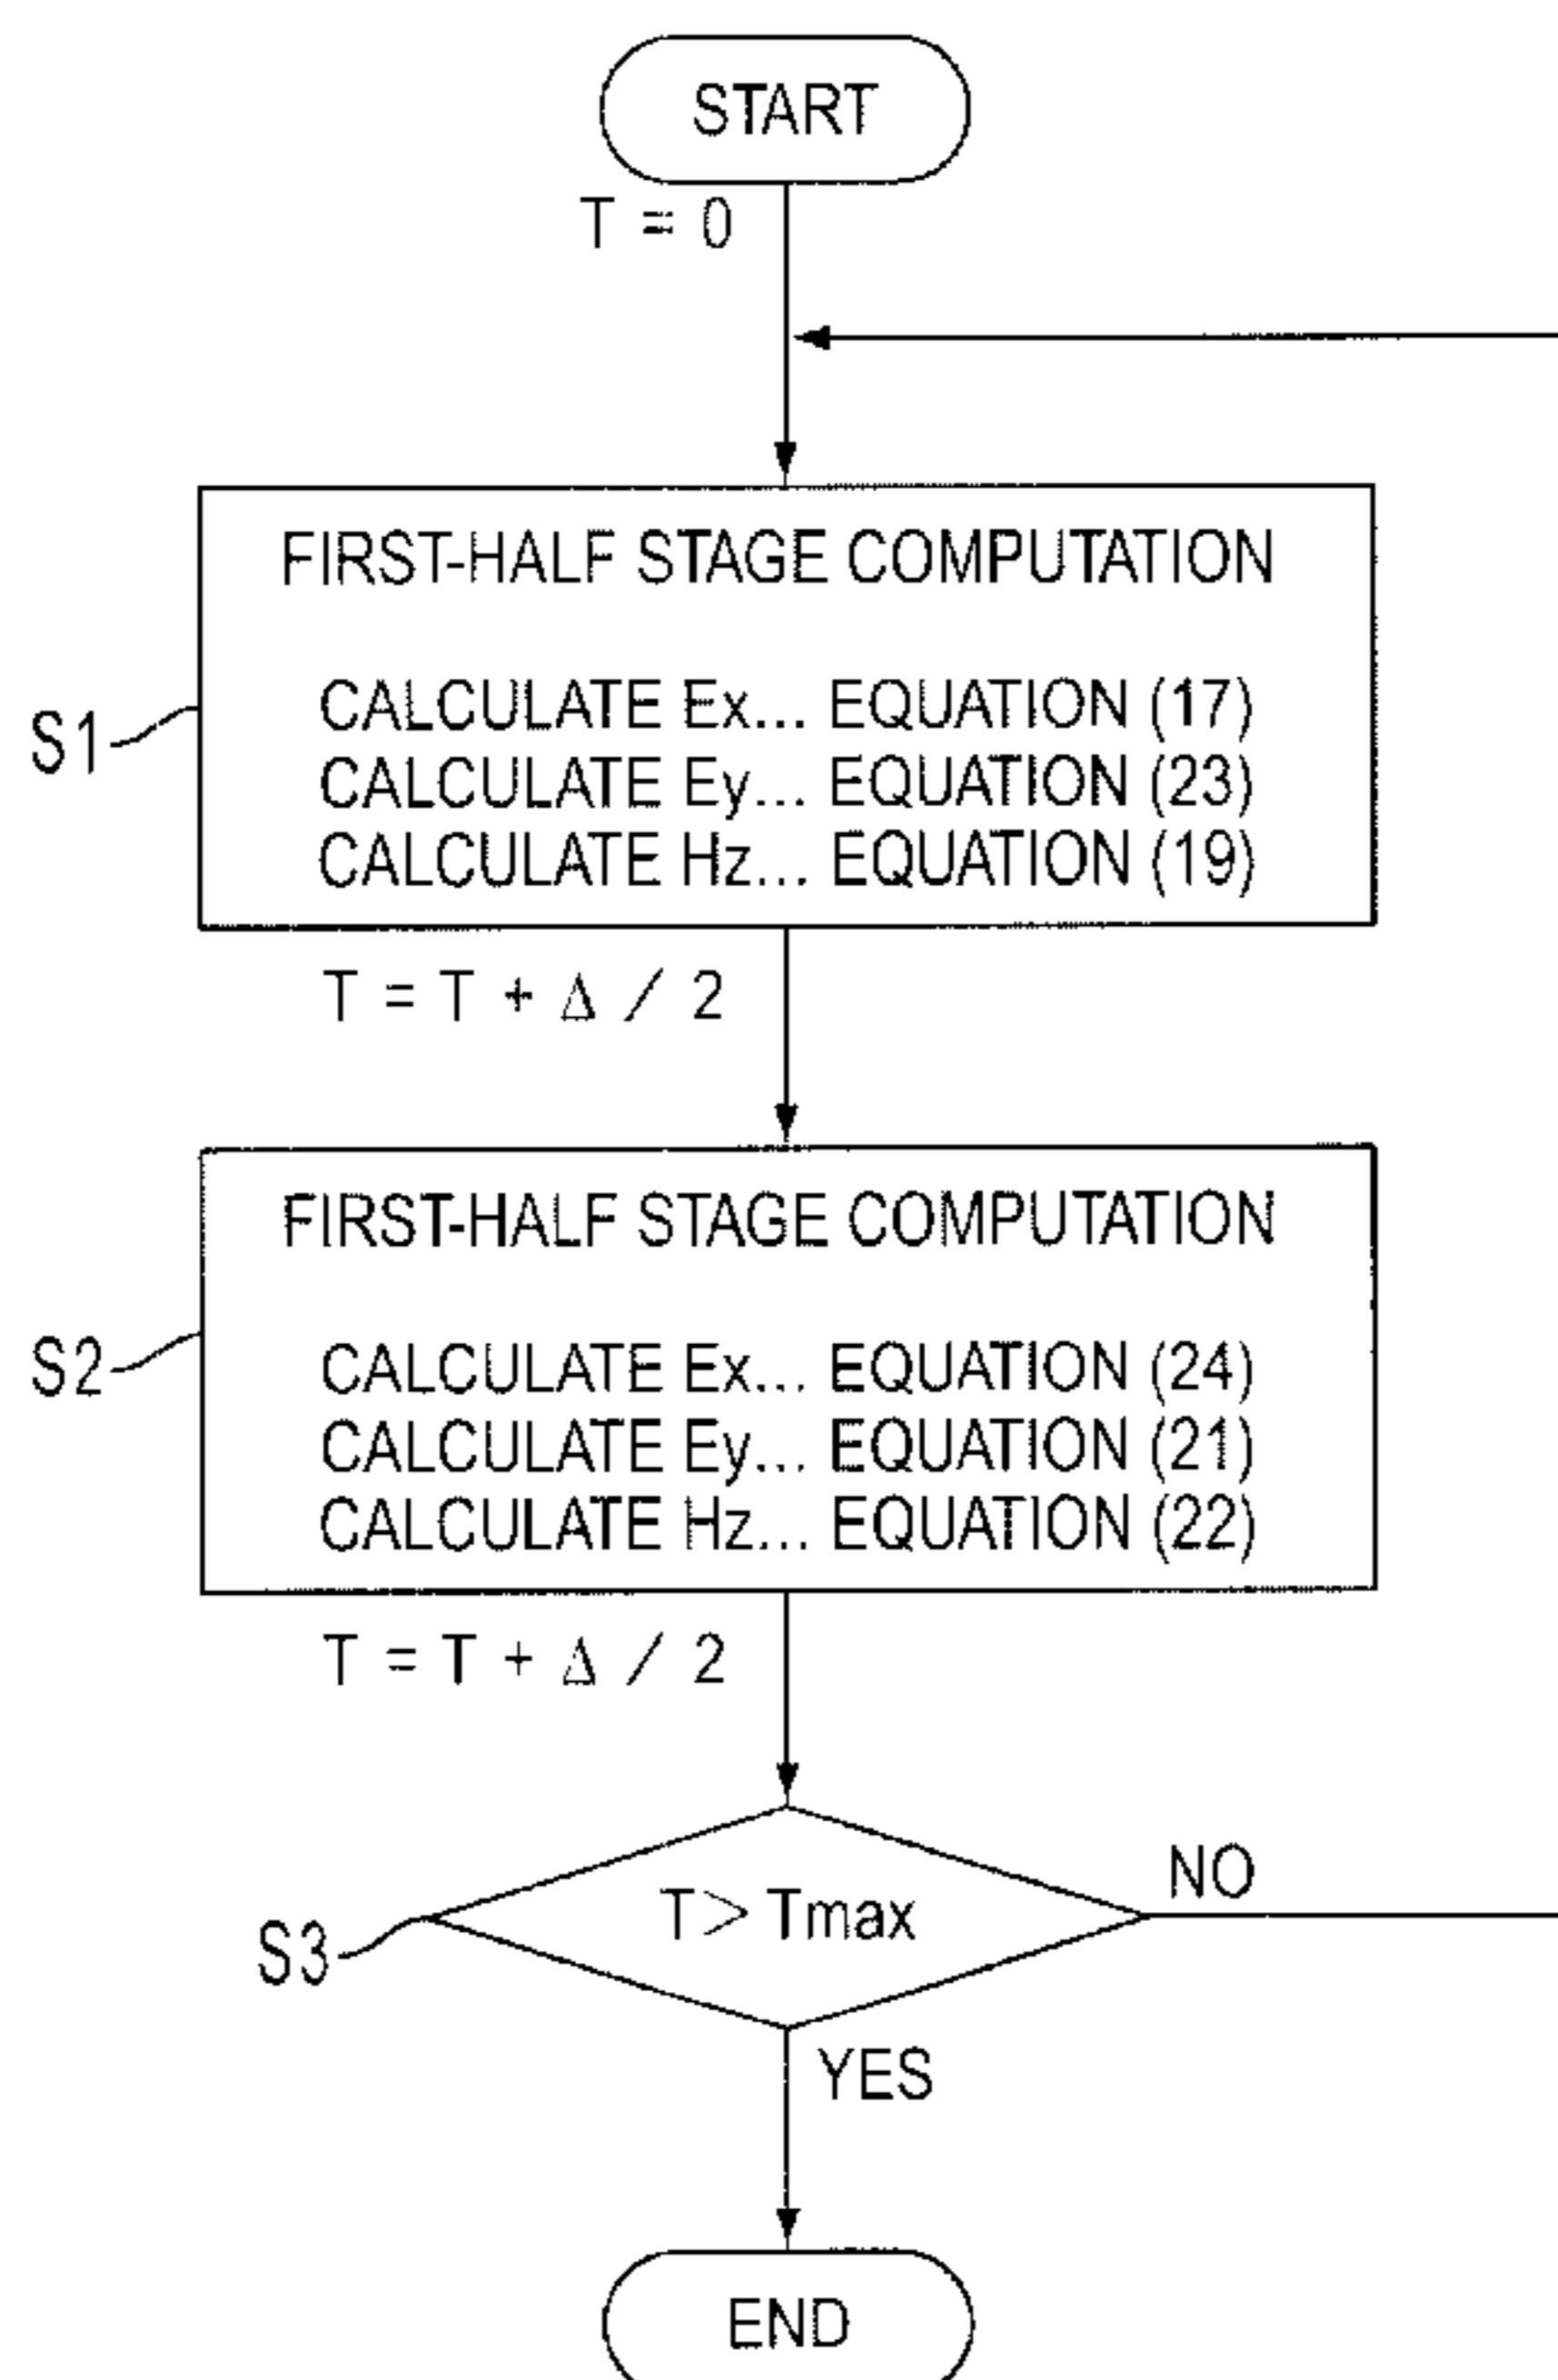 START
T = 0
FIRST-HALF STAGE COMPUTATION
S1
CALCULATE Ex... EQUATION (17)
CALCULATE Ey... EQUATION (23)
CALCULATE Hz... EQUATION (19)
T = T + Δ / 2
FIRST-HALF STAGE COMPUTATION
S2
CALCULATE Ex... EQUATION (24)
CALCULATE Ey... EQUATION (21)
CALCULATE Hz... EQUATION (22)
T = T + Δ / 2
T > Tmax
NO
S3
YES
END